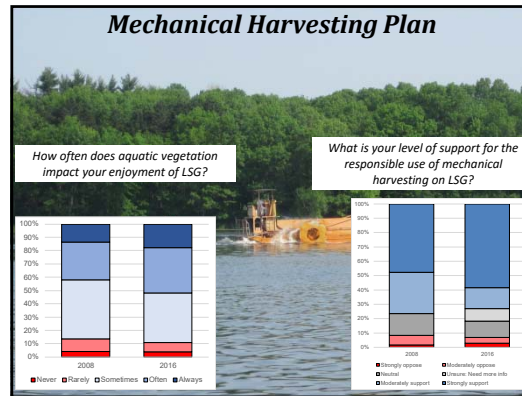 Mechanical Harvesting Plan
How often does aquatic vegetation
impact your enjoyment of LSG?
What is your level of support for the
responsible use of mechanical
harvesting on LSG?
100%
90%
80%
70%
60%
50%
40%
30%
20%
10%
0%
2008 2016
Never Rarely Sometimes Often Always
100%
90%
80%
70%
60%
50%
40%
30%
20%
10%
0%
2008 2016
Strongly oppose Moderately oppose
Neutral Unsure: Need more info
Moderately support Strongly support